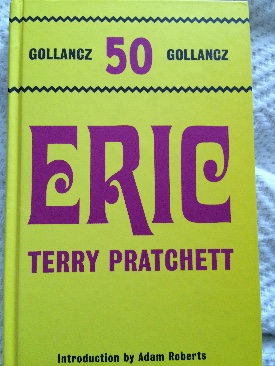 GOLLANCZ 50 GOLLANCZ
ERIC
TERRY PRATCHETT
Introduction by Adam Roberts